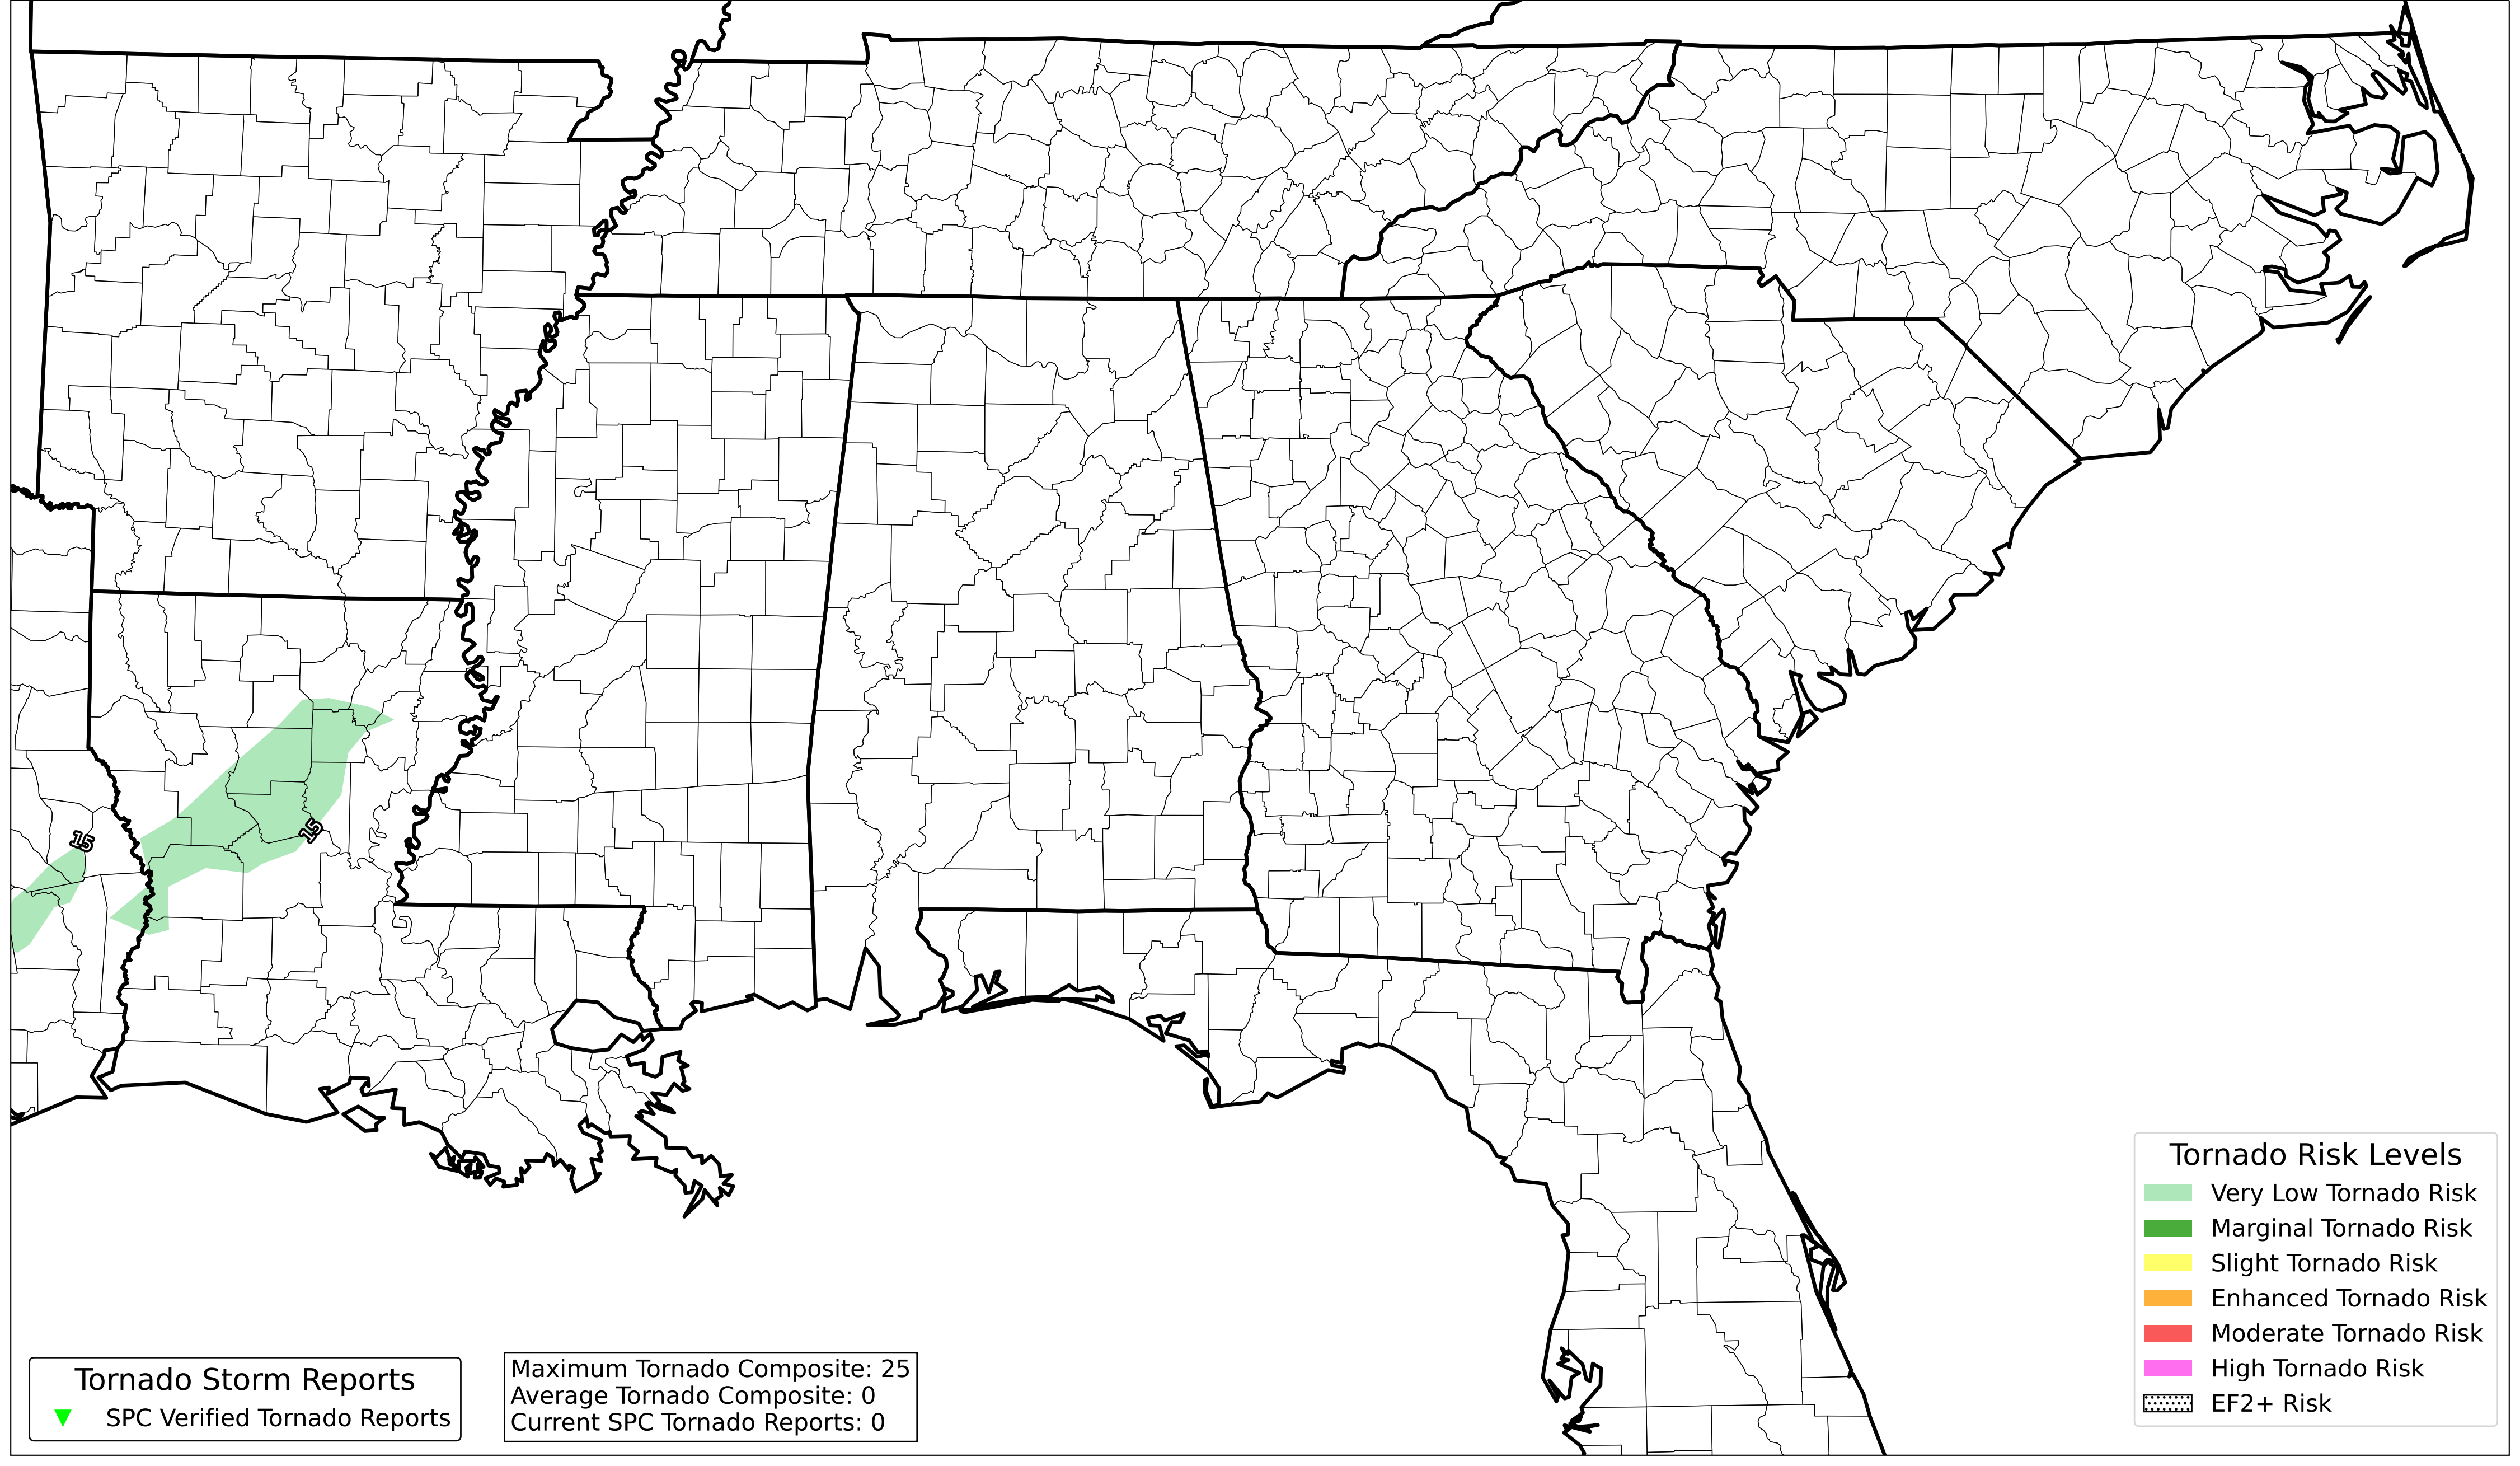 15
15
Tornado Risk Levels
Very Low Tornado Risk
Marginal Tornado Risk
Slight Tornado Risk
Enhanced Tornado Risk
Moderate Tornado Risk
High Tornado Risk
EF2+ Risk
Tornado Storm Reports
SPC Verified Tornado Reports
Maximum Tornado Composite: 25
Average Tornado Composite: 0
Current SPC Tornado Reports: 0